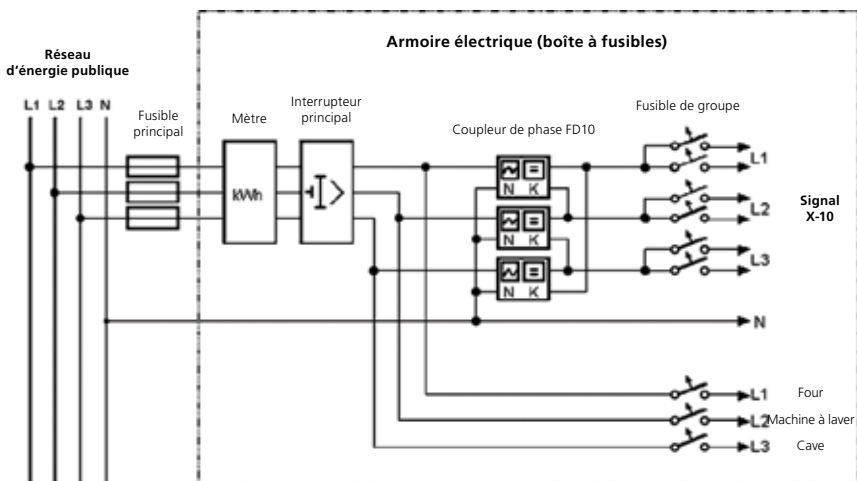 Armoire électrique (boîte à fusibles)
Réseau
d'énergie publique
L1 L2 L3 N
Fusible
principal
Mètre
Interrupteur
principal
Coupleur de phase FD10
Fusible de groupe
kWh
N K
N K
N K
L1
L2
L3
Signal
X-10
N
L1 Four
L2 Machine à laver
L3 Cave